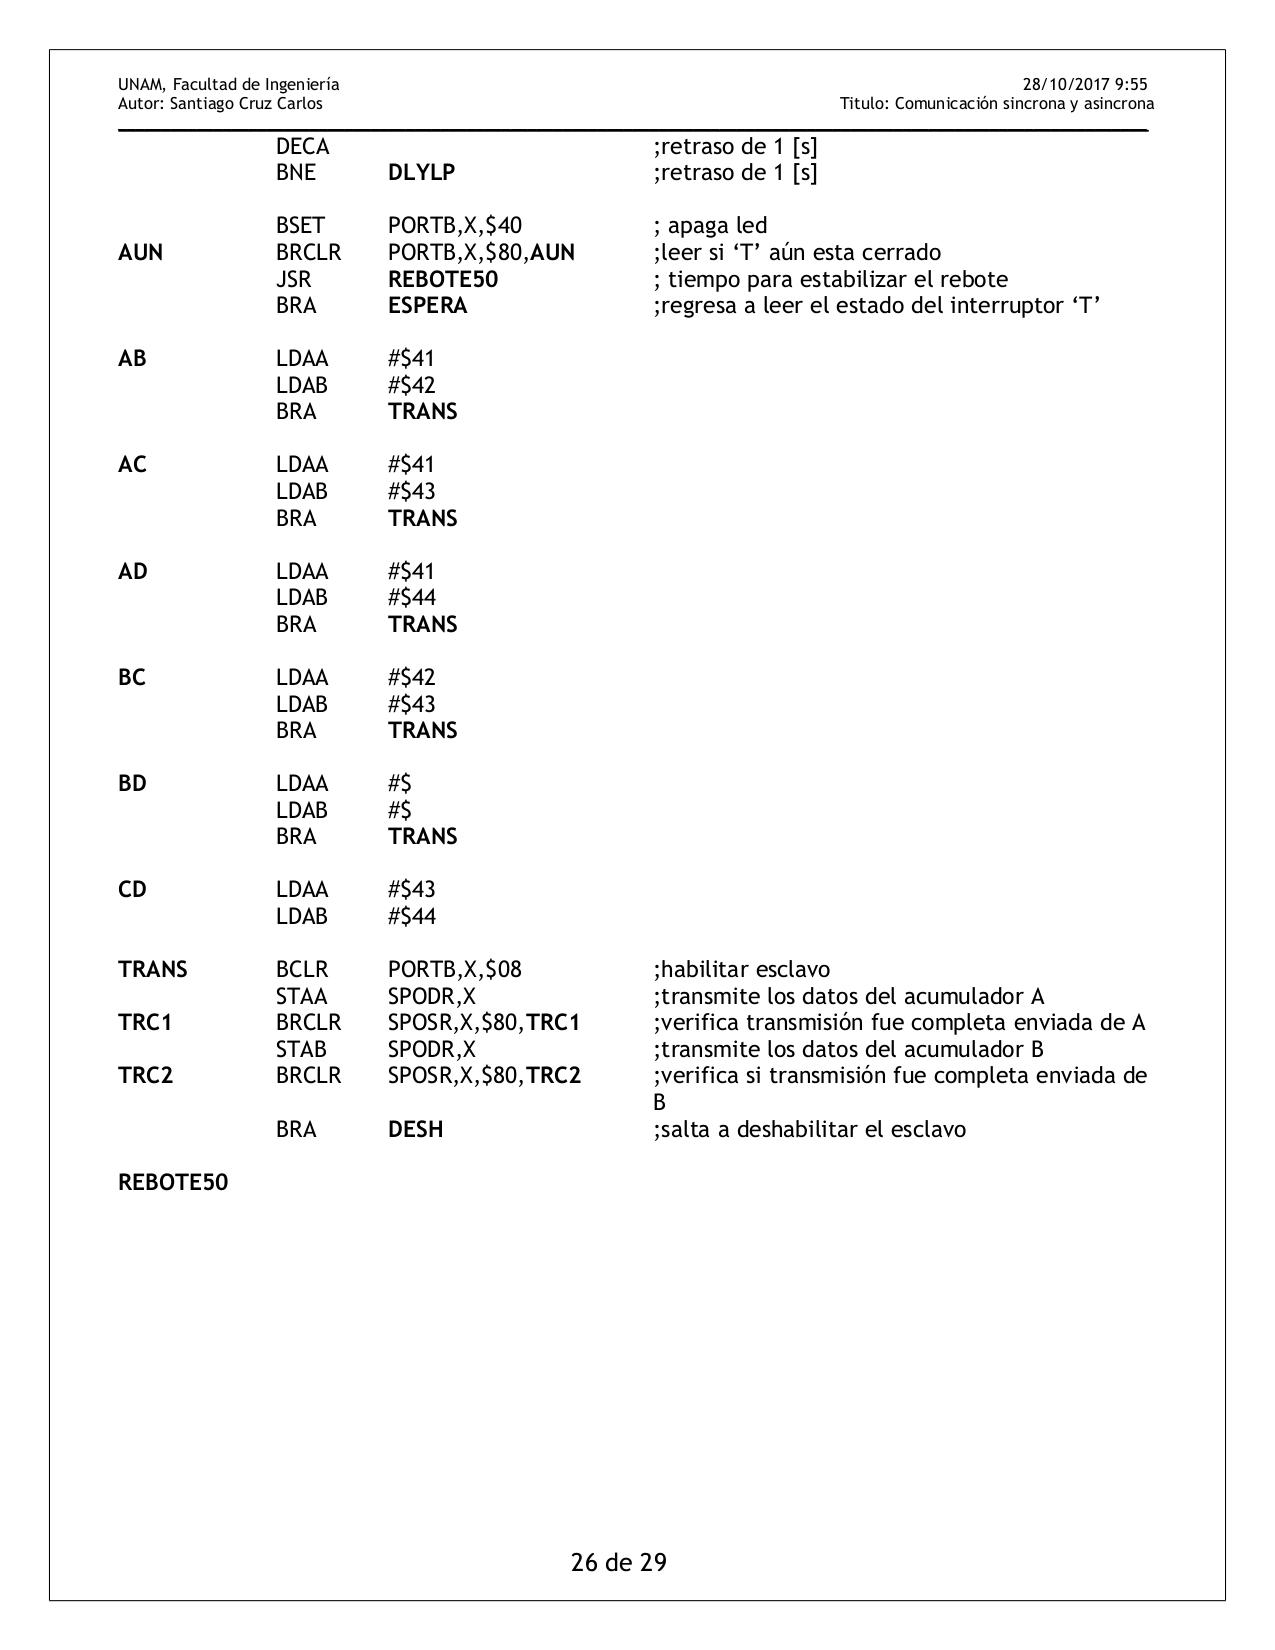 UNAM, Facultad de Ingeniería 28/10/2017 9:55
Autor: Santiago Cruz Carlos Titulo: Comunicación sincrona y asincrona
DECA ;retraso de 1 [s]
BNE DLYLP ;retraso de 1 [s]
BSET PORTB,X,$40 ; apaga led
AUN BRCLR PORTB,X,$80,AUN ;leer si ‘T’ aún esta cerrado
JSR REBOTE50 ; tiempo para estabilizar el rebote
BRA ESPERA ;regresa a leer el estado del interruptor ‘T’
AB LDAA #$41
LDAB #$42
BRA TRANS
AC LDAA #$41
LDAB #$43
BRA TRANS
AD LDAA #$41
LDAB #$44
BRA TRANS
BC LDAA #$42
LDAB #$43
BRA TRANS
BD LDAA #$
LDAB #$
BRA TRANS
CD LDAA #$43
LDAB #$44
TRANS BCLR PORTB,X,$08 ;habilitar esclavo
STAA SPODR,X ;transmite los datos del acumulador A
TRC1 BRCLR SPOSR,X,$80,TRC1 ;verifica transmisión fue completa enviada de A
STAB SPODR,X ;transmite los datos del acumulador B
TRC2 BRCLR SPOSR,X,$80,TRC2 ;verifica si transmisión fue completa enviada de
B
BRA DESH ;salta a deshabilitar el esclavo
REBOTE50
26 de 29